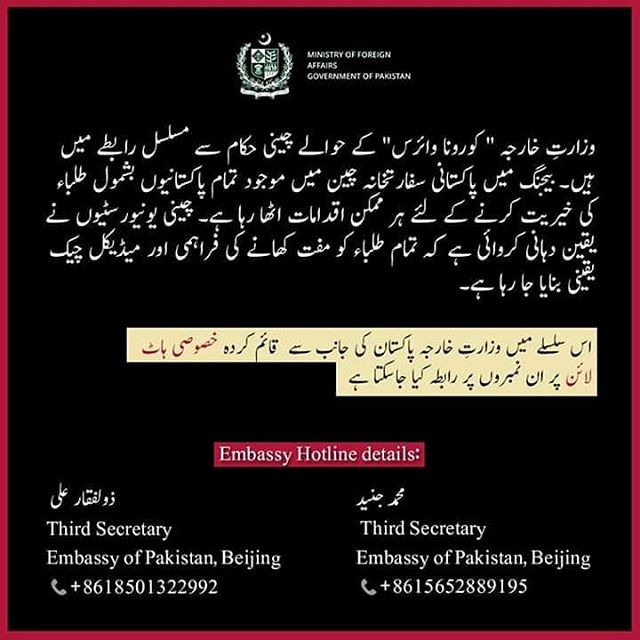 MINISTRY OF FOREIGN
AFFAIRS
GOVERNMENT OF PAKISTAN
وزارتِ خارجہ " کورونا وائرس" کے حوالے چینی حکام سے مسلسل رابطے میں
ہیں۔ بیجنگ میں پاکستانی سفارتخانہ چین میں موجود تمام پاکستانیوں بشمول طلباء
کی خیریت کرنے کے لئے ہر ممکن اقدامات اٹھا رہا ہے۔ چینی یونیورسٹیوں نے
یقین دہانی کروائی ہے کہ تمام طلباء کو مفت کھانے کی فراہمی اور میڈیکل چیک
یقینی بنایا جا رہا ہے۔
اس سلسلے میں وزارتِ خارجہ پاکستان کی جانب سے قائم کردہ خصوصی ہاٹ
لائن پر ان نمبروں پر رابطہ کیا جاسکتا ہے
Embassy Hotline details:
ذولفقار علی
Third Secretary
Embassy of Pakistan, Beijing
+8618501322992
محمد جنید
Third Secretary
Embassy of Pakistan, Beijing
+8615652889195